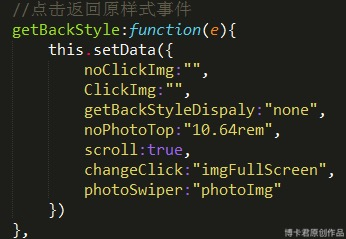 //点击返回原样式事件
getBackStyle:function(e){
this.setData({
noClickImg:"",
ClickImg:"",
getBackStyleDispaly:"none",
noPhotoTop:"10.64rem",
scroll:true,
changeClick:"imgFullScreen",
photoSwiper:"photoImg"
})
},
博卡君原创作品